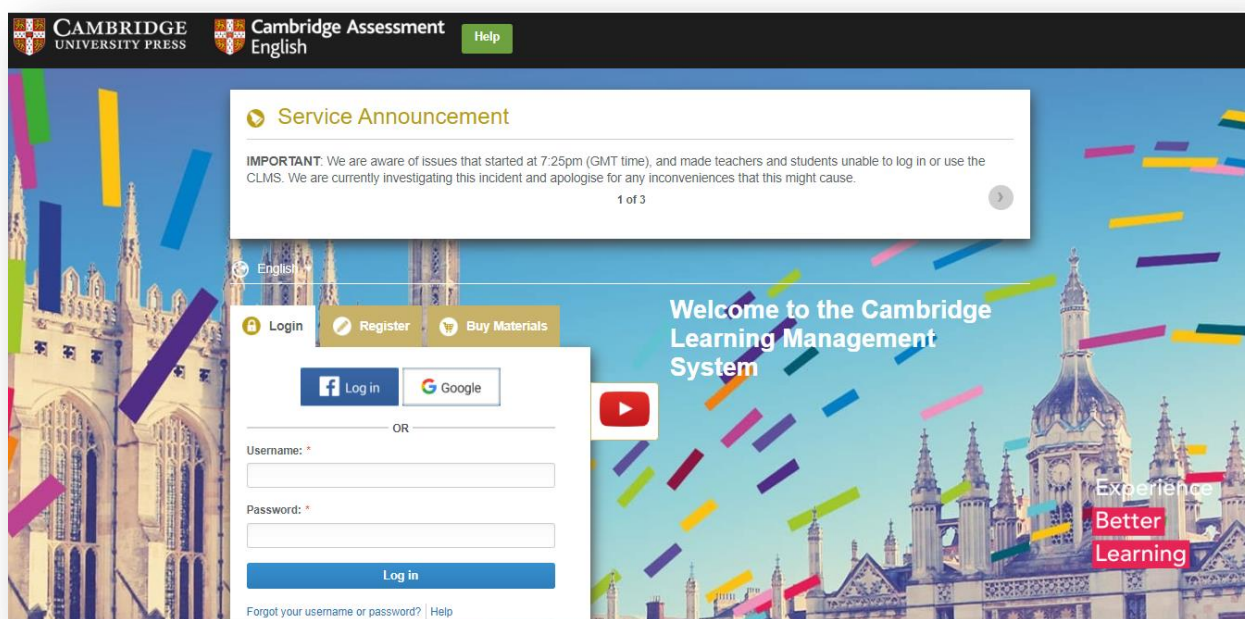 CAMBRIDGE
UNIVERSITY PRESS
Cambridge Assessment
English
Help
Service Announcement
IMPORTANT: We are aware of issues that started at 7:25pm (GMT time), and made teachers and students unable to log in or use the
CLMS. We are currently investigating this incident and apologise for any inconveniences that this might cause.
1 of 3
English
Login
Register
Buy Materials
Welcome to the Cambridge
Learning Management
System
Log in
Google
OR
Username: *
Password: *
Log in
Forgot your username or password? | Help
Experience
Better
Learning